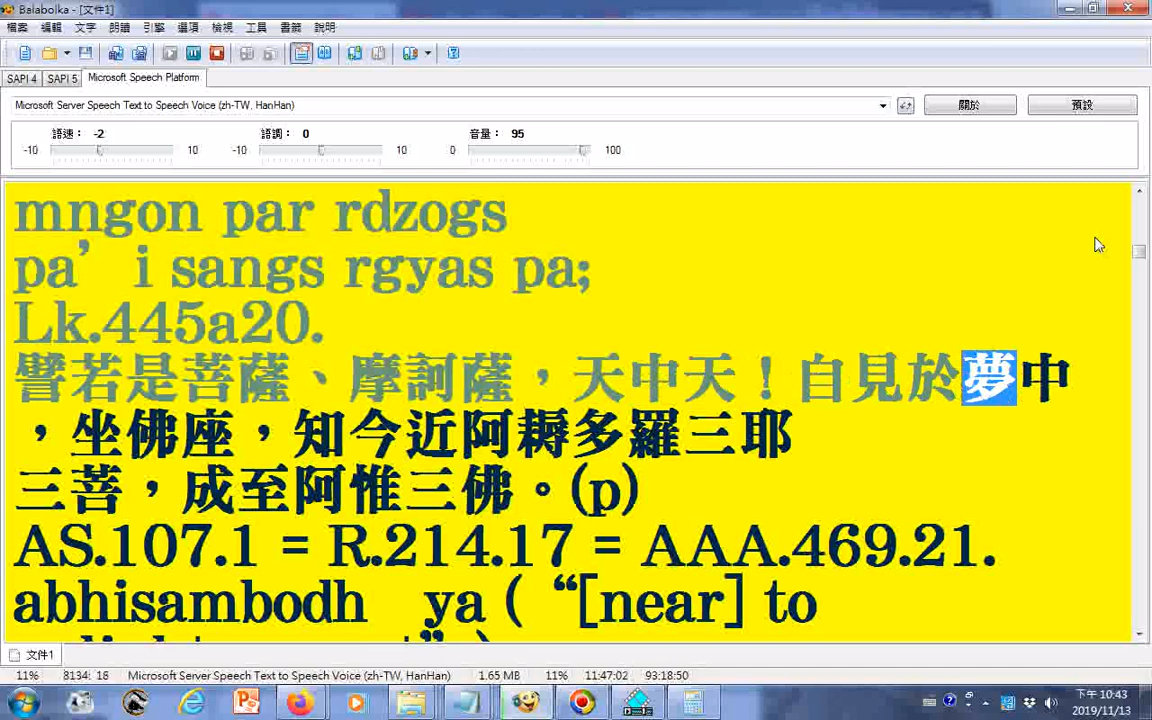 Balabolka - [文件1]
檔案 編輯 文字 朗讀 引擎 選項 檢視 工具 書籤 說明
SAPI 4 SAPI 5 Microsoft Speech Platform
Microsoft Server Speech Text to Speech Voice (zh-TW, HanHan) 關於 預設
語速： -2 語調： 0 音量： 95
-10 10 -10 10 0 100
mngon par rdzogs
pa’ i sangs rgyas pa;
Lk.445a20.
譬若是菩薩、摩訶薩，天中天！自見於夢中
，坐佛座，知今近阿耨多羅三耶
三菩，成至阿惟三佛。(p)
AS.107.1 = R.214.17 = AAA.469.21.
abhisambodh ya ( “[near] to
文件1
11% 8134: 18 Microsoft Server Speech Text to Speech Voice (zh-TW, HanHan) 1.65 MB 11% 11:47:02 93:18:50
下午 10:43
2019/11/13